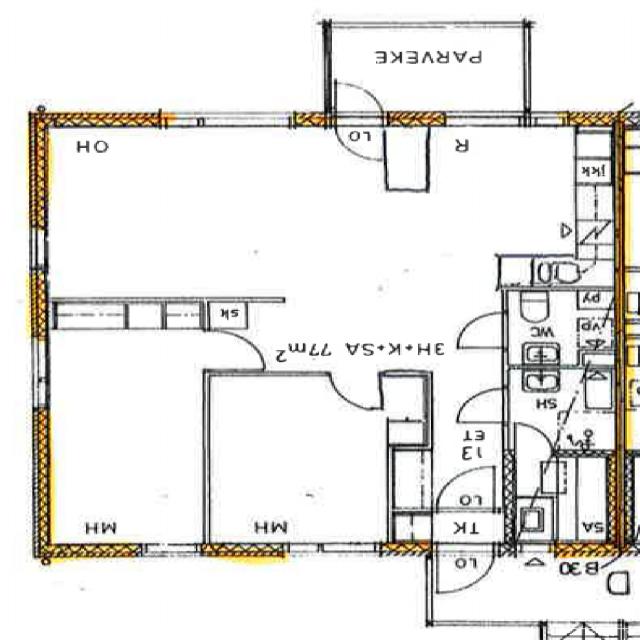 D
B30
LO
SA
TK
MH
MH
LO
13
ET
SH
3H+K+SA 77m²
WC
vp
py
sk
jkk
R
OH
LO
PARVEKE